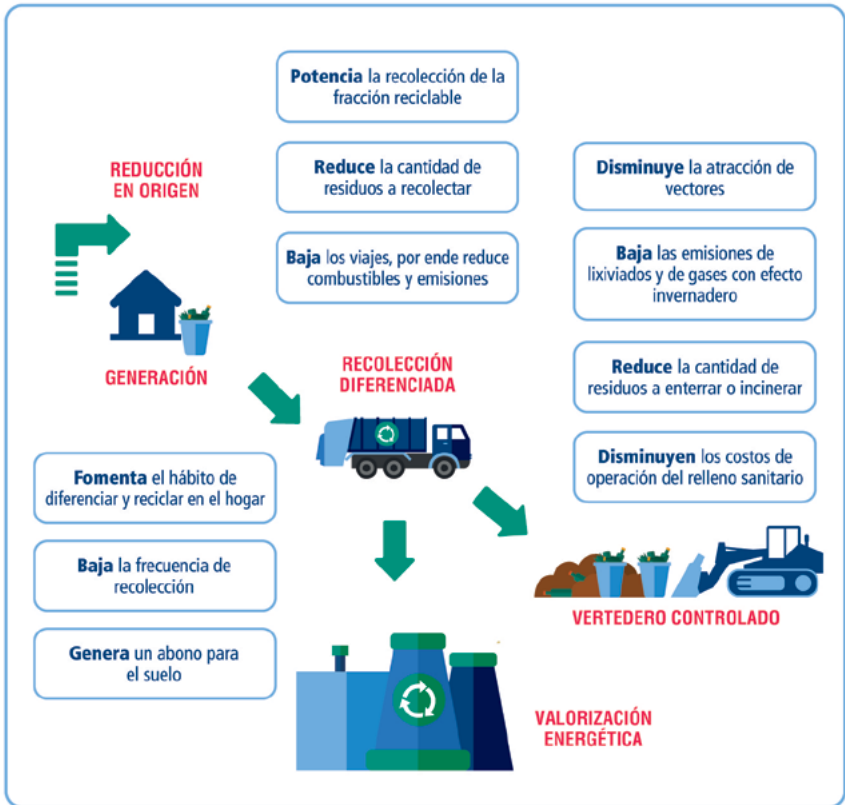 Potencia la recolección de la
fracción reciclable
REDUCCIÓN
EN ORIGEN
Reduce la cantidad de
residuos a recolectar
Disminuye la atracción de
vectores
Baja los viajes, por ende reduce
combustibles y emisiones
Baja las emisiones de
lixiviados y de gases con efecto
invernadero
GENERACIÓN
RECOLECCIÓN
DIFERENCIADA
Reduce la cantidad de
residuos a enterrar o incinerar
Disminuyen los costos de
operación del relleno sanitario
Fomenta el hábito de
diferenciar y reciclar en el hogar
Baja la frecuencia de
recolección
Genera un abono para
el suelo
VERTEDERO CONTROLADO
VALORIZACIÓN
ENERGÉTICA